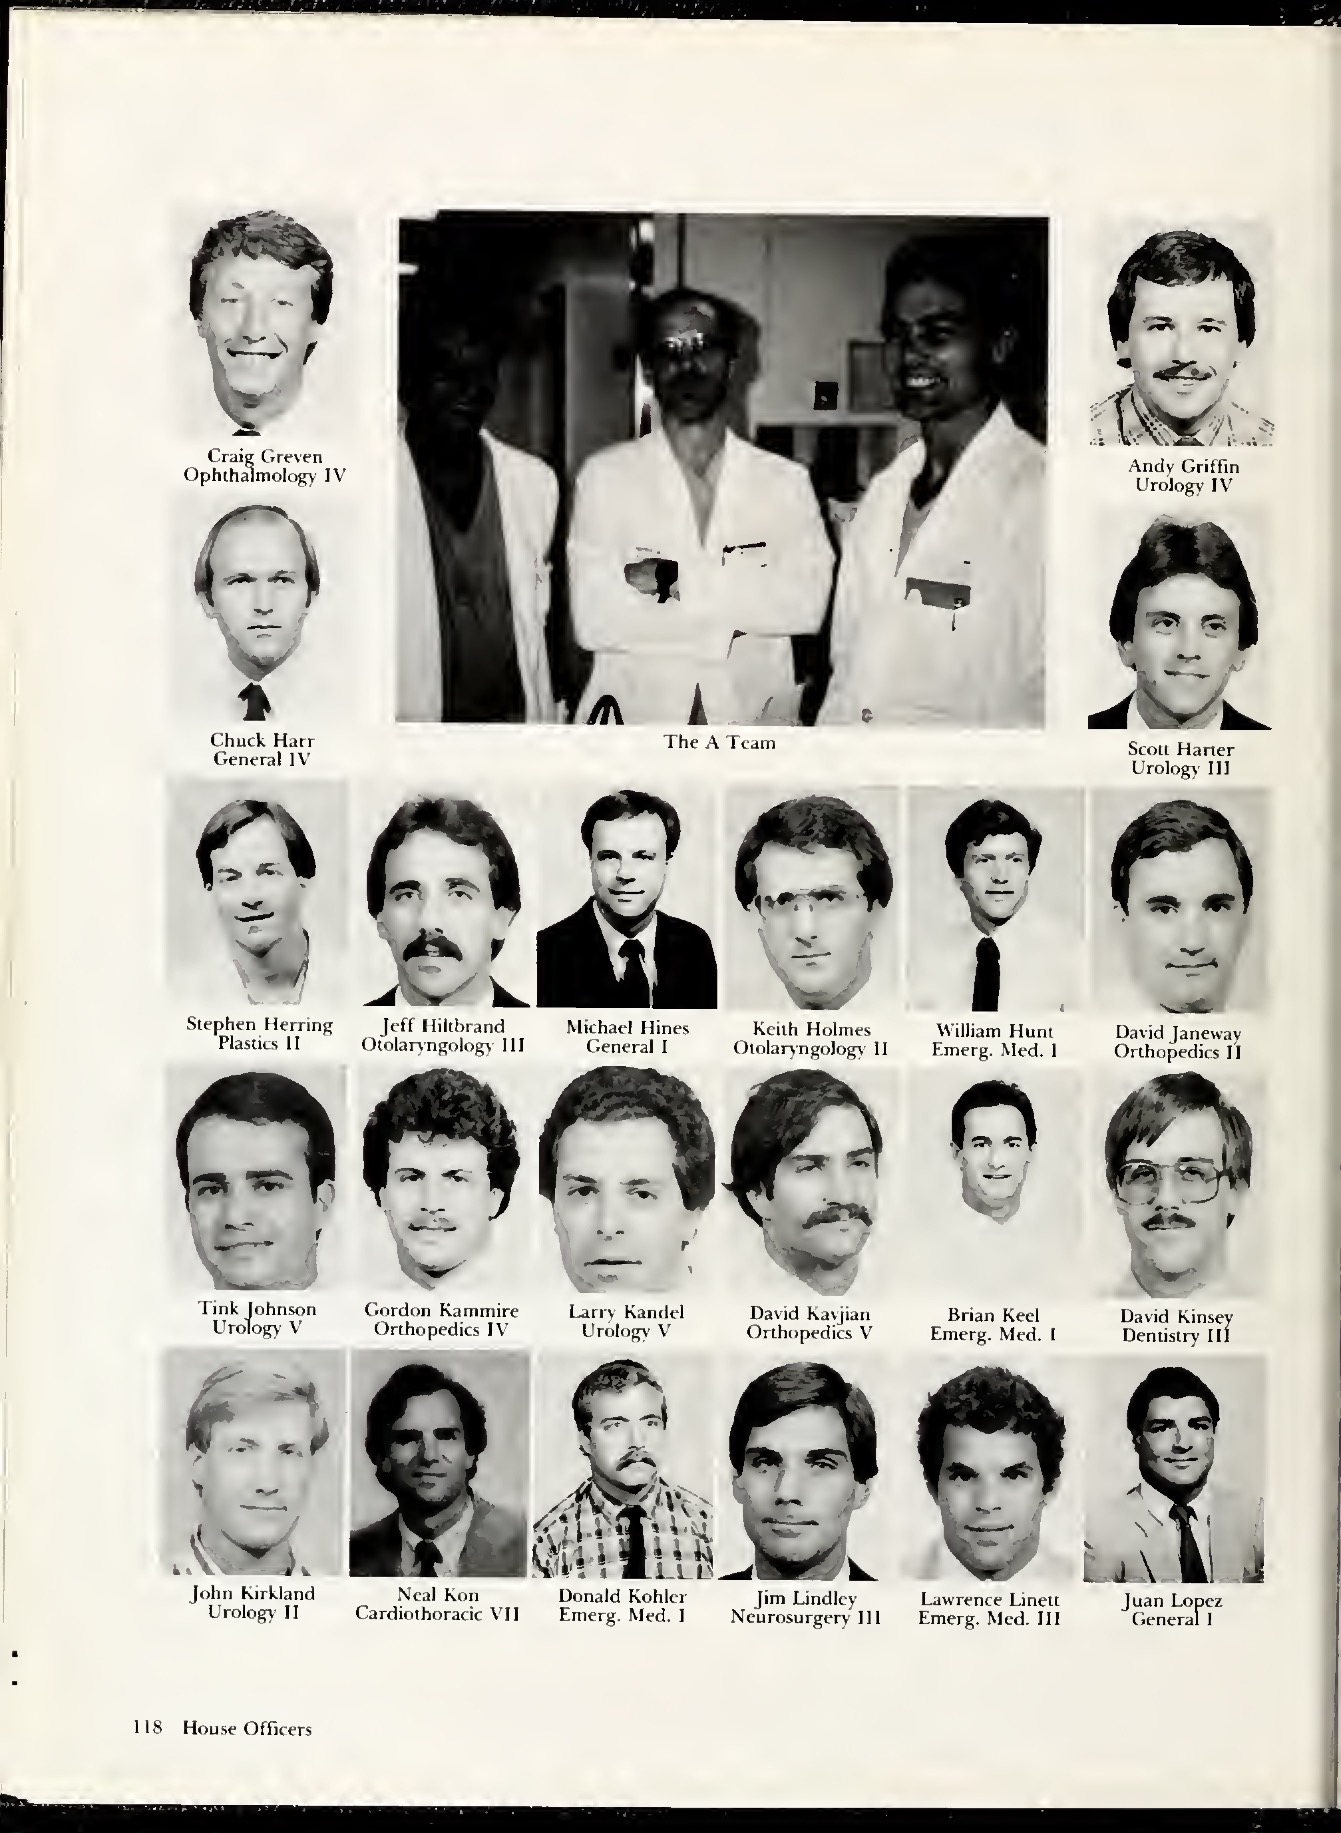 Craig Greven
Ophthalmology IV
Andy Griffin
Urology IV
Chuck Harr
General IV
The A Team
Scott Harter
Urology III
Stephen Herring
Plastics II
Jeff Hiltbrand
Otolaryngology III
Michael Hines
General I
Keith Holmes
Otolaryngology II
William Hunt
Emerg. Med. I
David Janeway
Orthopedics II
Tink Johnson
Urology V
Gordon Kammire
Orthopedics IV
Larry Kandel
Urology V
David Kavjian
Orthopedics V
Brian Keel
Emerg. Med. I
David Kinsey
Dentistry III
John Kirkland
Urology II
Neal Kon
Cardiothoracic VII
Donald Kohler
Emerg. Med. I
Jim Lindley
Neurosurgery III
Lawrence Linett
Emerg. Med. III
Juan Lopez
General I
118 House Officers